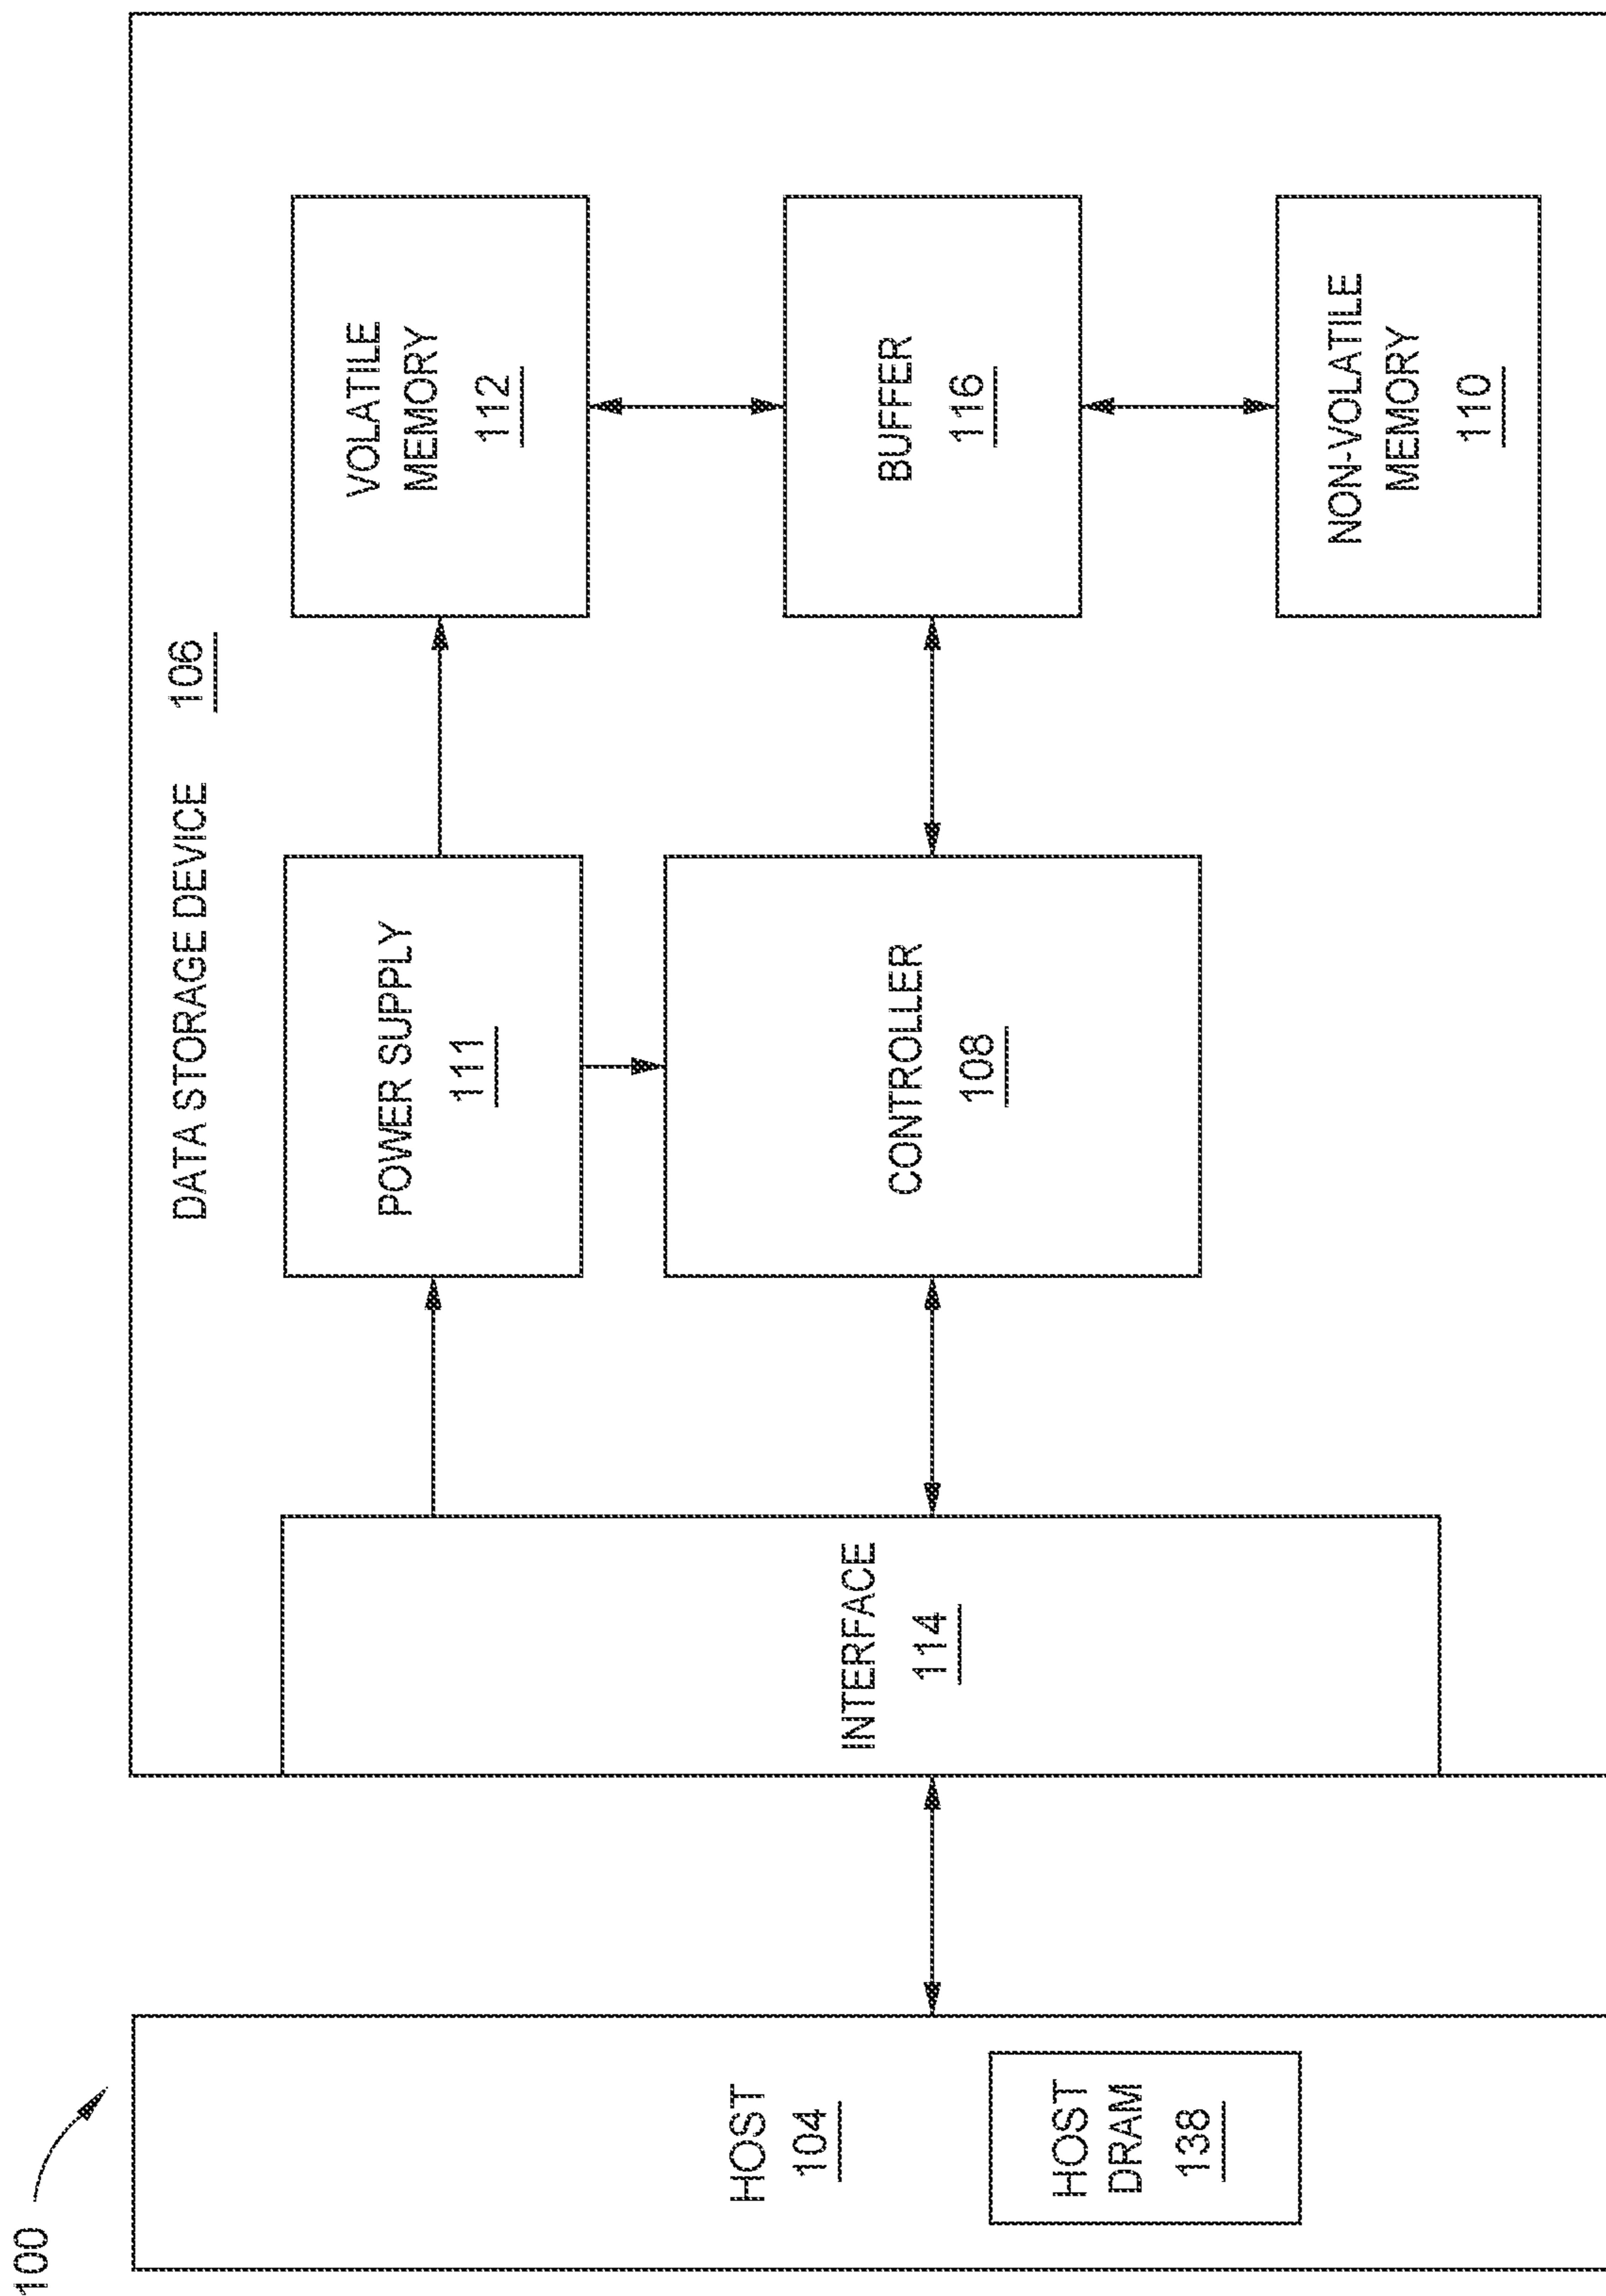 100
HOST
104
HOST
DRAM
138
DATA STORAGE DEVICE 106
INTERFACE
114
POWER SUPPLY
111
CONTROLLER
108
VOLATILE
MEMORY
112
BUFFER
116
NON-VOLATILE
MEMORY
110